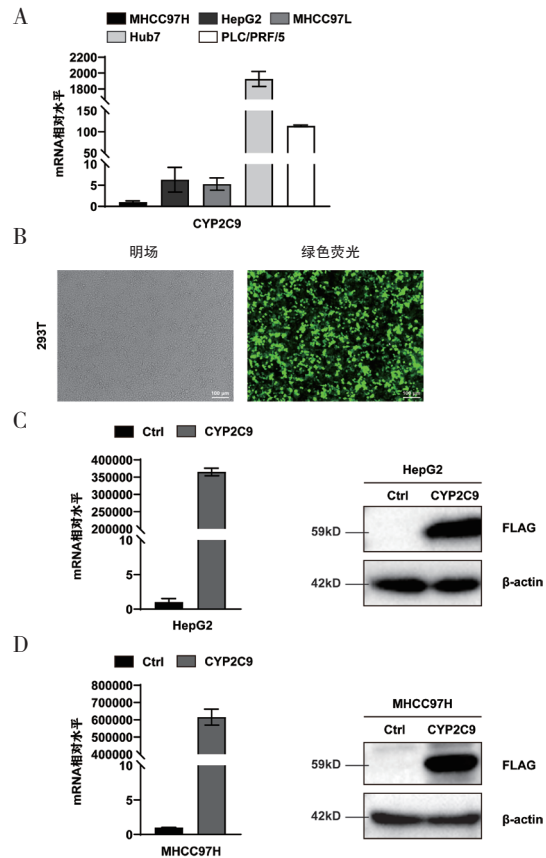 A
MHCC97H HepG2 MHCC97L
Hub7 PLC/PRF/5
mRNA相对水平
2200
2000
1800
1600
1400
150
100
50
10
5
0
CYP2C9
B
明场 绿色荧光
293T
100 μm 100 μm
C
Ctrl CYP2C9
mRNA相对水平
400000
350000
300000
250000
200000
10
5
0
HepG2
HepG2
Ctrl CYP2C9
59kD FLAG
42kD β-actin
D
Ctrl CYP2C9
mRNA相对水平
800000
700000
600000
500000
400000
10
5
0
MHCC97H
MHCC97H
Ctrl CYP2C9
59kD FLAG
42kD β-actin